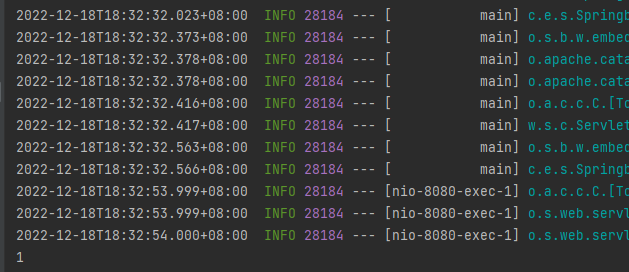 2022-12-18T18:32:32.023+08:00  INFO 28184 --- [           main] c.e.s.Springb
2022-12-18T18:32:32.373+08:00  INFO 28184 --- [           main] o.s.b.w.embed
2022-12-18T18:32:32.378+08:00  INFO 28184 --- [           main] o.apache.cata
2022-12-18T18:32:32.378+08:00  INFO 28184 --- [           main] o.apache.cata
2022-12-18T18:32:32.416+08:00  INFO 28184 --- [           main] o.a.c.c.C.[To
2022-12-18T18:32:32.417+08:00  INFO 28184 --- [           main] w.s.c.Servlet
2022-12-18T18:32:32.563+08:00  INFO 28184 --- [           main] o.s.b.w.embed
2022-12-18T18:32:32.566+08:00  INFO 28184 --- [           main] c.e.s.Springb
2022-12-18T18:32:53.999+08:00  INFO 28184 --- [nio-8080-exec-1] o.a.c.c.C.[To
2022-12-18T18:32:53.999+08:00  INFO 28184 --- [nio-8080-exec-1] o.s.web.servl
2022-12-18T18:32:54.000+08:00  INFO 28184 --- [nio-8080-exec-1] o.s.web.servl
1